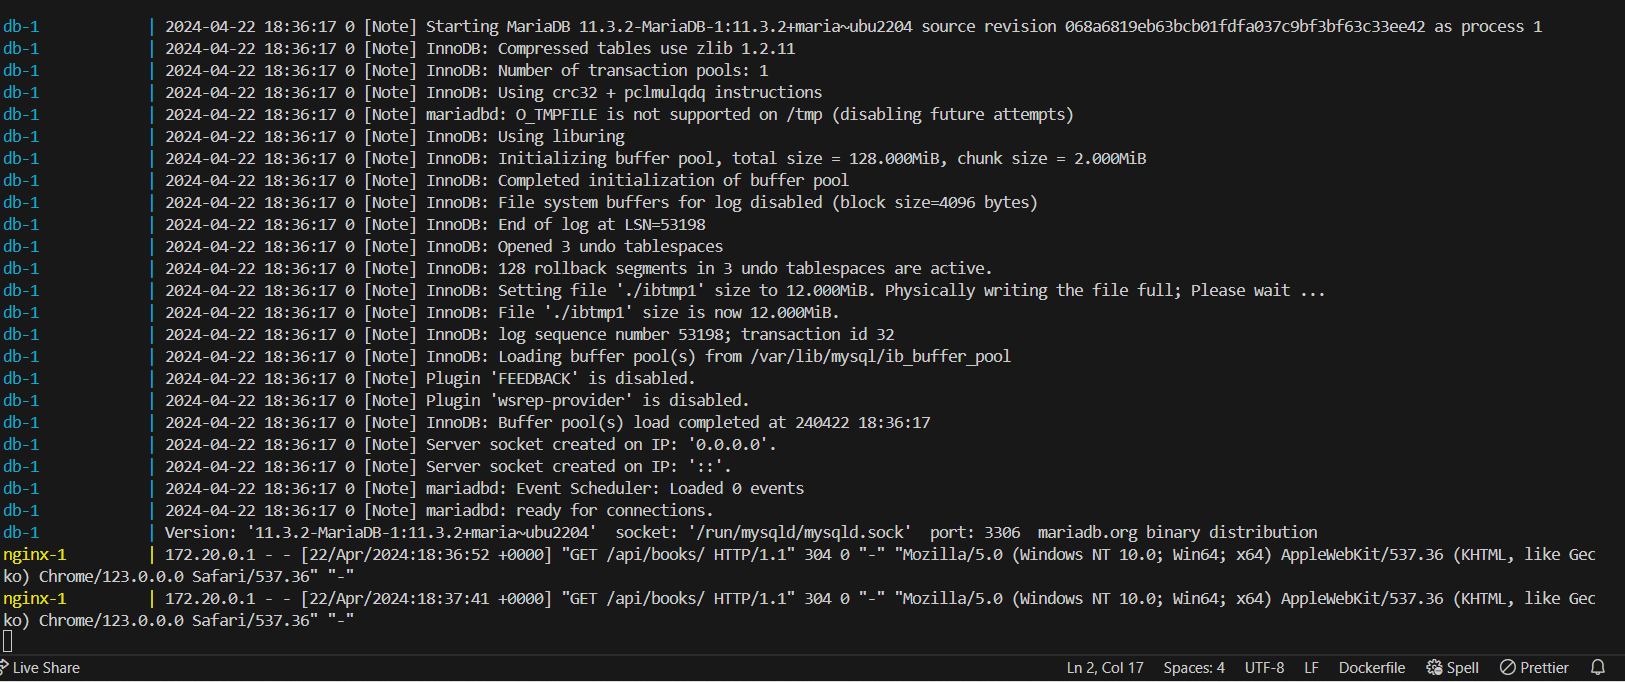 db-1 | 2024-04-22 18:36:17 0 [Note] Starting MariaDB 11.3.2-MariaDB-1:11.3.2+maria~ubu2204 source revision 068a6819eb63bcb01fdfa037c9bf3bf63c33ee42 as process 1
db-1 | 2024-04-22 18:36:17 0 [Note] InnoDB: Compressed tables use zlib 1.2.11
db-1 | 2024-04-22 18:36:17 0 [Note] InnoDB: Number of transaction pools: 1
db-1 | 2024-04-22 18:36:17 0 [Note] InnoDB: Using crc32 + pclmulqdq instructions
db-1 | 2024-04-22 18:36:17 0 [Note] mariadbd: O_TMPFILE is not supported on /tmp (disabling future attempts)
db-1 | 2024-04-22 18:36:17 0 [Note] InnoDB: Using liburing
db-1 | 2024-04-22 18:36:17 0 [Note] InnoDB: Initializing buffer pool, total size = 128.000MiB, chunk size = 2.000MiB
db-1 | 2024-04-22 18:36:17 0 [Note] InnoDB: Completed initialization of buffer pool
db-1 | 2024-04-22 18:36:17 0 [Note] InnoDB: File system buffers for log disabled (block size=4096 bytes)
db-1 | 2024-04-22 18:36:17 0 [Note] InnoDB: End of log at LSN=53198
db-1 | 2024-04-22 18:36:17 0 [Note] InnoDB: Opened 3 undo tablespaces
db-1 | 2024-04-22 18:36:17 0 [Note] InnoDB: 128 rollback segments in 3 undo tablespaces are active.
db-1 | 2024-04-22 18:36:17 0 [Note] InnoDB: Setting file './ibtmp1' size to 12.000MiB. Physically writing the file full; Please wait ...
db-1 | 2024-04-22 18:36:17 0 [Note] InnoDB: File './ibtmp1' size is now 12.000MiB.
db-1 | 2024-04-22 18:36:17 0 [Note] InnoDB: log sequence number 53198; transaction id 32
db-1 | 2024-04-22 18:36:17 0 [Note] InnoDB: Loading buffer pool(s) from /var/lib/mysql/ib_buffer_pool
db-1 | 2024-04-22 18:36:17 0 [Note] Plugin 'FEEDBACK' is disabled.
db-1 | 2024-04-22 18:36:17 0 [Note] Plugin 'wsrep-provider' is disabled.
db-1 | 2024-04-22 18:36:17 0 [Note] InnoDB: Buffer pool(s) load completed at 240422 18:36:17
db-1 | 2024-04-22 18:36:17 0 [Note] Server socket created on IP: '0.0.0.0'.
db-1 | 2024-04-22 18:36:17 0 [Note] Server socket created on IP: '::'.
db-1 | 2024-04-22 18:36:17 0 [Note] mariadbd: Event Scheduler: Loaded 0 events
db-1 | 2024-04-22 18:36:17 0 [Note] mariadbd: ready for connections.
db-1 | Version: '11.3.2-MariaDB-1:11.3.2+maria~ubu2204'  socket: '/run/mysqld/mysqld.sock'  port: 3306  mariadb.org binary distribution
nginx-1 | 172.20.0.1 - - [22/Apr/2024:18:36:52 +0000] "GET /api/books/ HTTP/1.1" 304 0 "-" "Mozilla/5.0 (Windows NT 10.0; Win64; x64) AppleWebKit/537.36 (KHTML, like Gec
ko) Chrome/123.0.0.0 Safari/537.36" "-"
nginx-1 | 172.20.0.1 - - [22/Apr/2024:18:37:41 +0000] "GET /api/books/ HTTP/1.1" 304 0 "-" "Mozilla/5.0 (Windows NT 10.0; Win64; x64) AppleWebKit/537.36 (KHTML, like Gec
ko) Chrome/123.0.0.0 Safari/537.36" "-"
Live Share Ln 2, Col 17 Spaces: 4 UTF-8 LF Dockerfile Spell Prettier